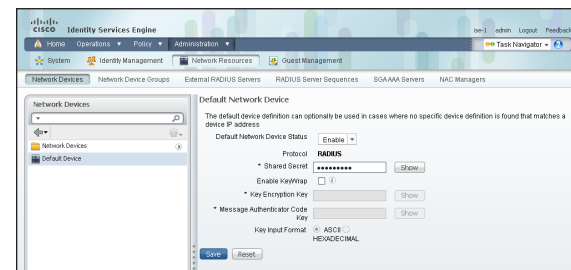 CISCO Identity Services Engine
ise-1 admin Logout Feedback
Home Operations ▼ Policy ▼ Administration ▼
Task Navigator
System Identity Management Network Resources Guest Management
Network Devices Network Device Groups External RADIUS Servers RADIUS Server Sequences SGA AAA Servers NAC Managers
Network Devices
Network Devices
Default Device
Default Network Device
The default device definition can optionally be used in cases where no specific device definition is found that matches a
device IP address
Default Network Device Status Enable
Protocol RADIUS
* Shared Secret ••••••••• Show
Enable KeyWrap
* Key Encryption Key Show
* Message Authenticator Code
Key Show
Key Input Format ASCII
HEXADECIMAL
Save Reset